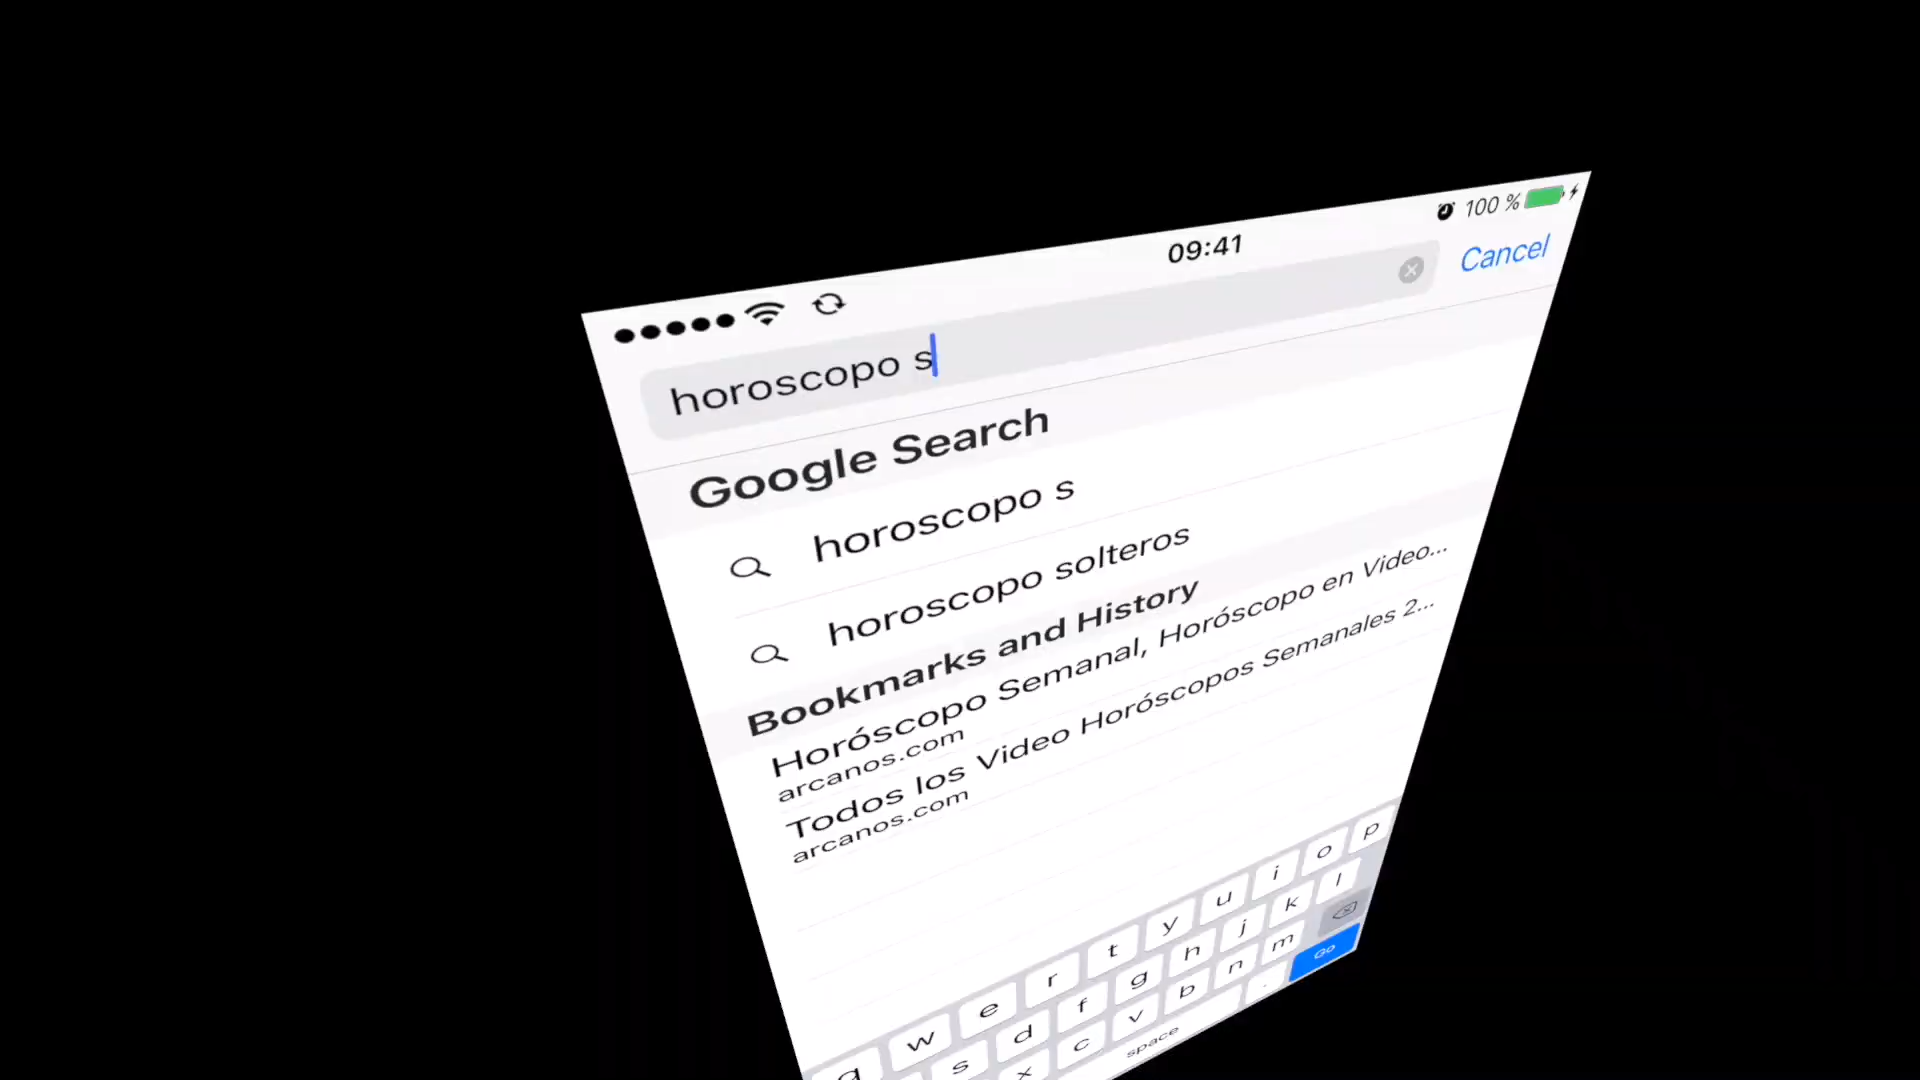 09:41
100 %
horoscopo s
Cancel
Google Search
horoscopo s
horoscopo solteros
Bookmarks and History
Horóscopo Semanal, Horóscopo en Video...
arcanos.com
Todos los Video Horóscopos Semanales 2...
arcanos.com
q w e r t y u i o p
s d f g h j k l
x c v b n m
space . Go